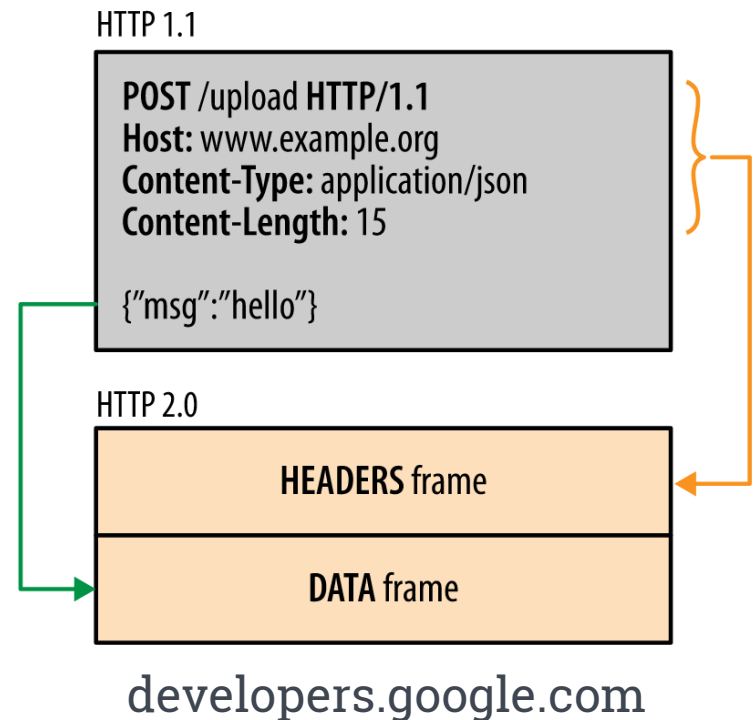 HTTP 1.1
POST /upload HTTP/1.1
Host: www.example.org
Content-Type: application/json
Content-Length: 15
{”msg”:”hello”}
HTTP 2.0
HEADERS frame
DATA frame
developers.google.com